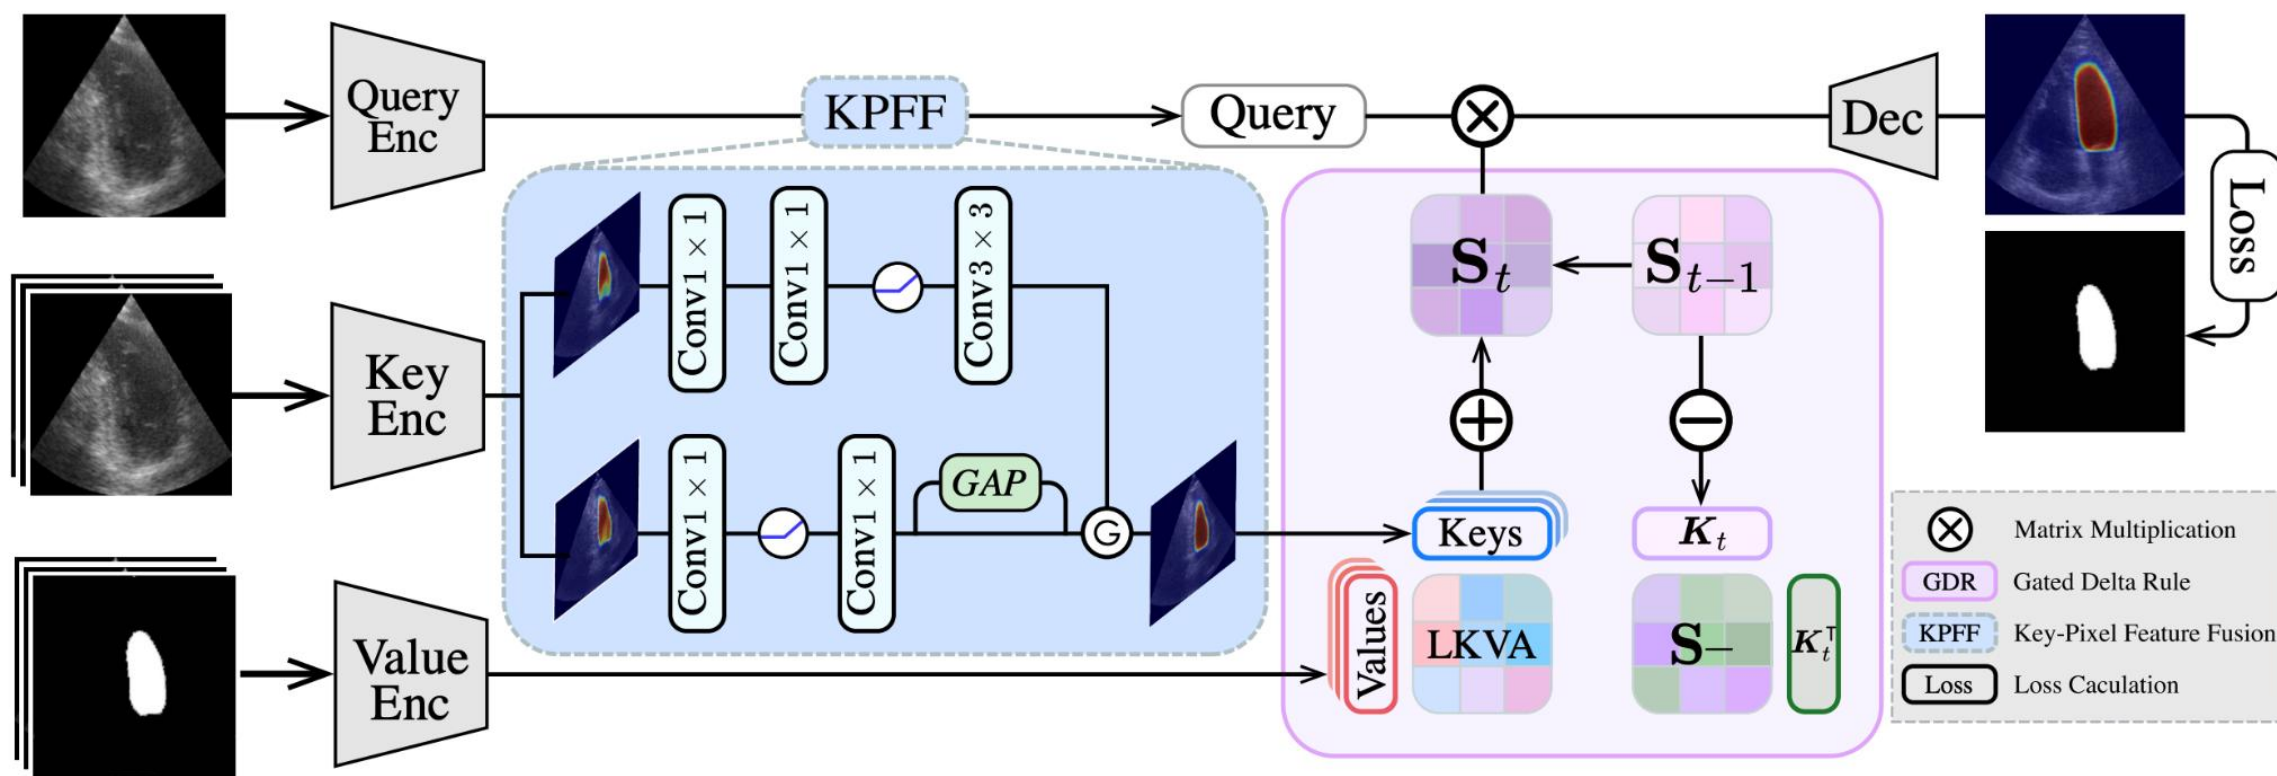 Query
Enc
KPFF
Query
Dec
Loss
Key
Enc
Conv1 × 1
Conv1 × 1
Conv3 × 3
Conv1 × 1
Conv1 × 1
GAP
G
Value
Enc
S_t
S_{t−1}
Keys
K_t
Values
LKVA
S−
K_t^⊤
Matrix Multiplication
GDR Gated Delta Rule
KPFF Key-Pixel Feature Fusion
Loss Loss Caculation